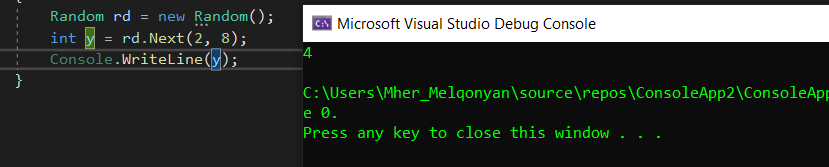 Random rd = new Random();
int y = rd.Next(2, 8);
Console.WriteLine(y);
}
C:\ Microsoft Visual Studio Debug Console
4
C:\Users\Mher_Melqonyan\source\repos\ConsoleApp2\ConsoleApp
e 0.
Press any key to close this window . . .